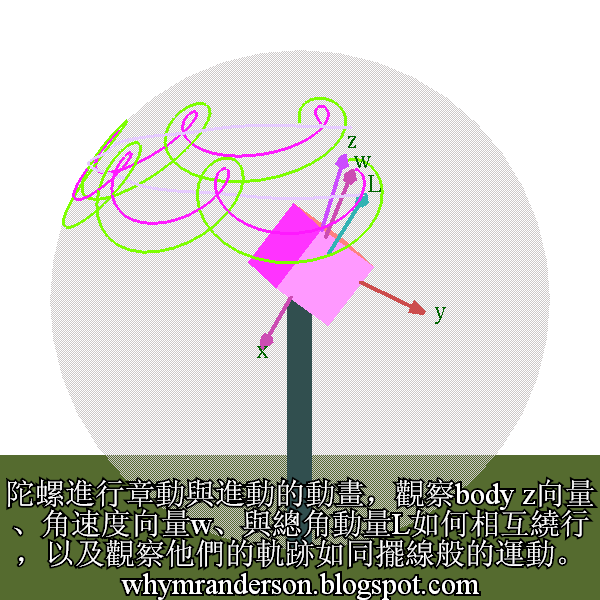 z
w
L
y
x
陀螺進行章動與進動的動畫，觀察body z向量
、角速度向量w、與總角動量L如何相互繞行
，以及觀察他們的軌跡如同擺線般的運動。
whymranderson.blogspot.com